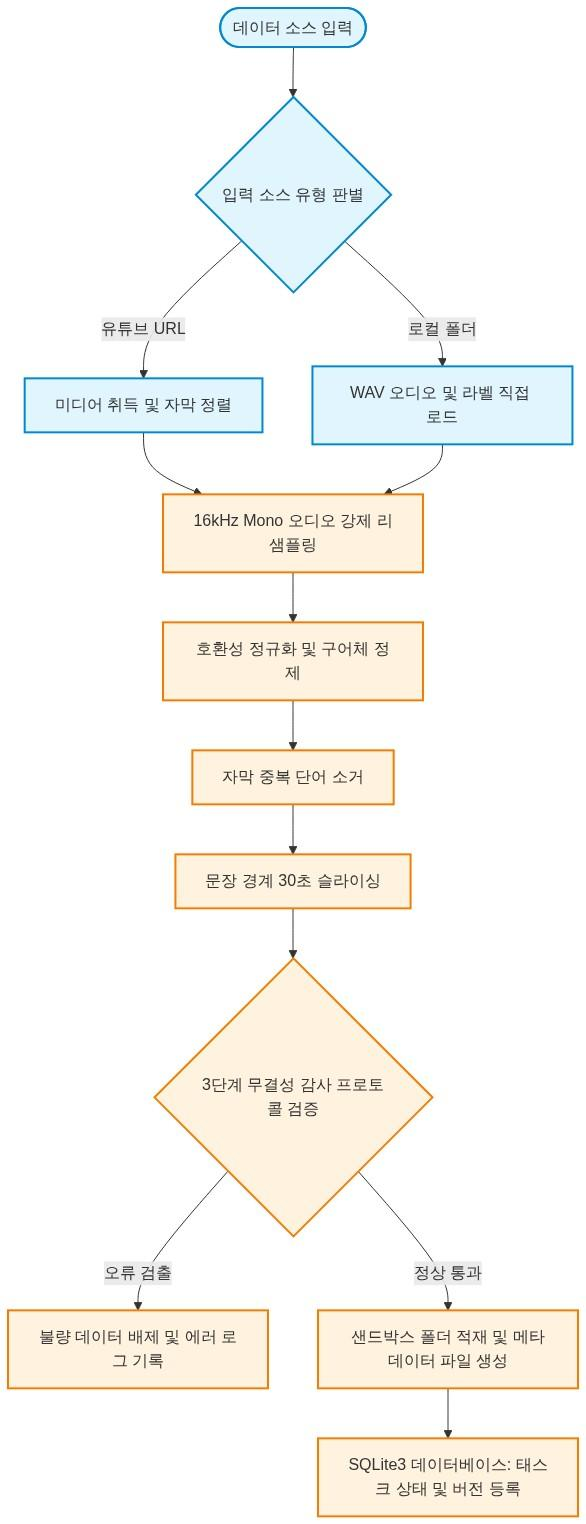 데이터 소스 입력
입력 소스 유형 판별
유튜브 URL
로컬 폴더
미디어 취득 및 자막 정렬
WAV 오디오 및 라벨 직접
로드
16kHz Mono 오디오 강제 리
샘플링
호환성 정규화 및 구어체 정
제
자막 중복 단어 소거
문장 경계 30초 슬라이싱
3단계 무결성 감사 프로토
콜 검증
오류 검출
정상 통과
불량 데이터 배제 및 에러 로
그 기록
샌드박스 폴더 적재 및 메타
데이터 파일 생성
SQLite3 데이터베이스: 태스
크 상태 및 버전 등록